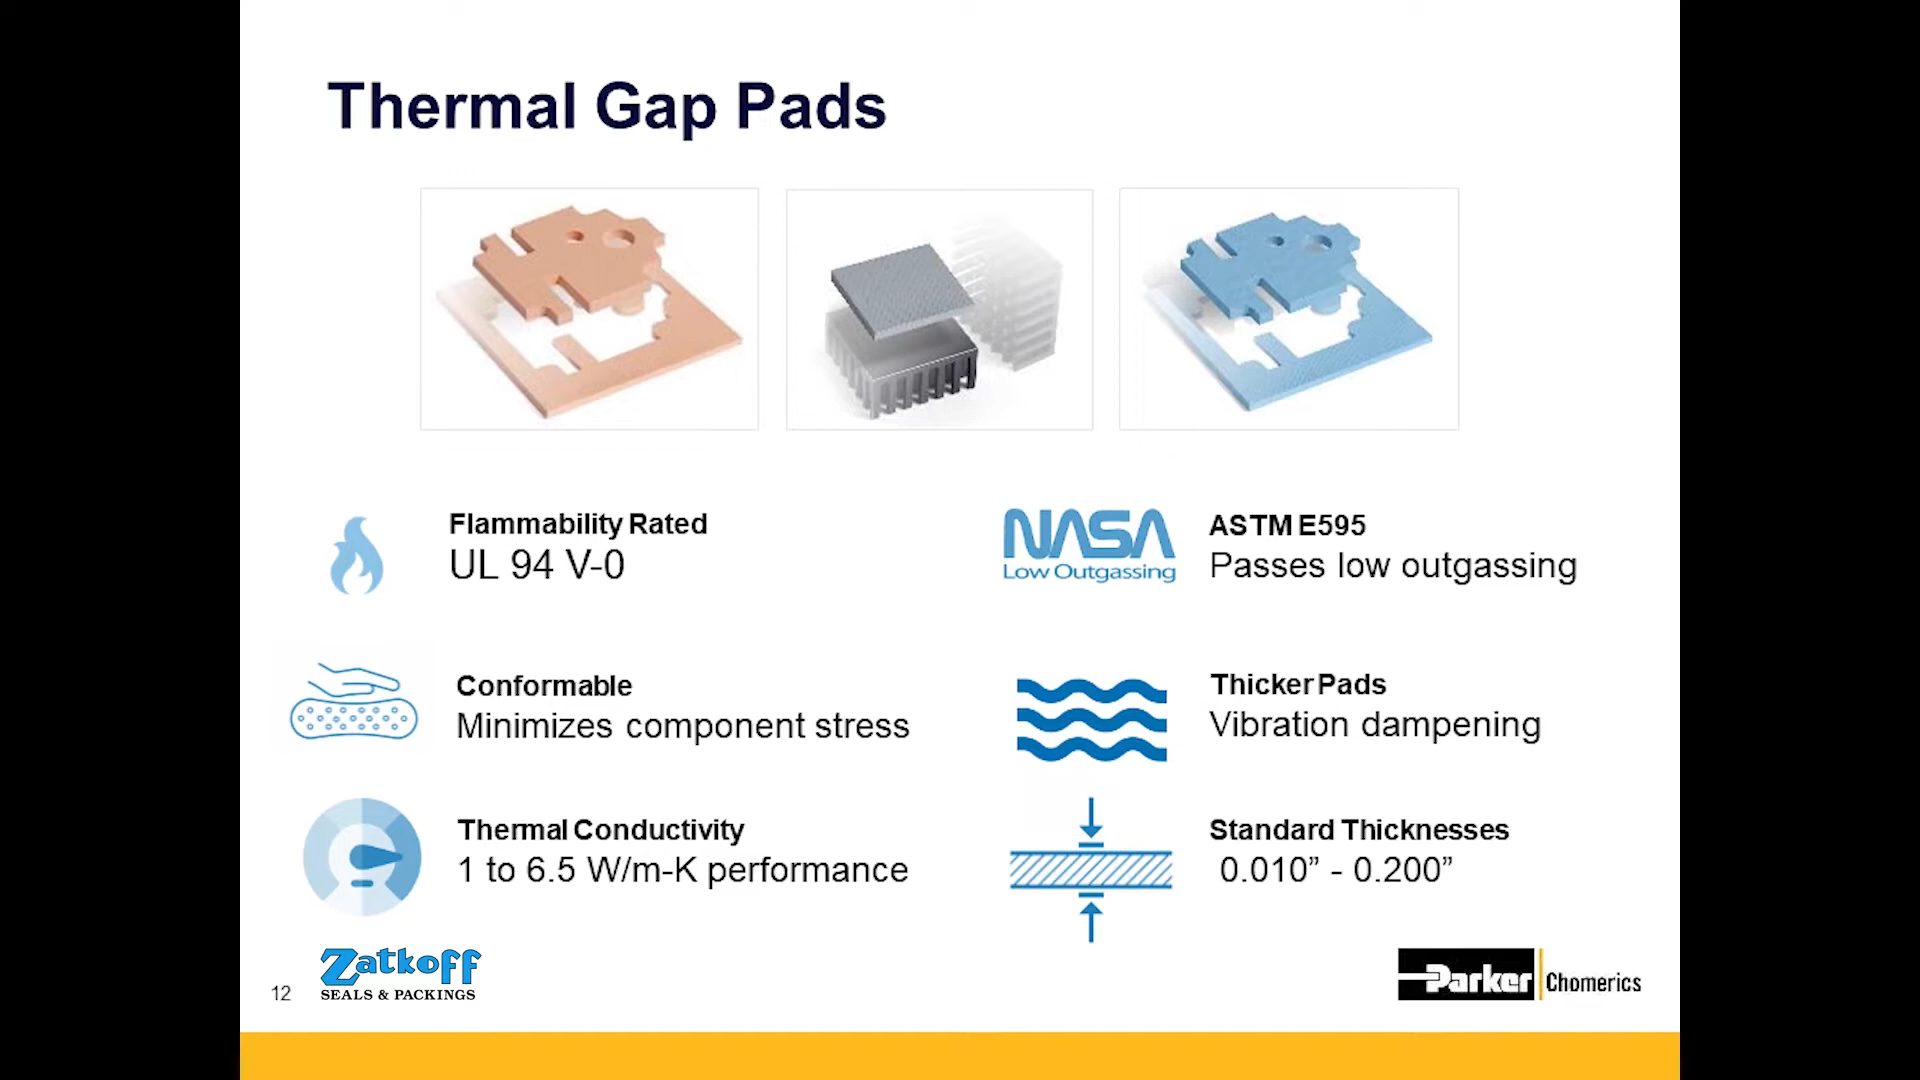 Thermal Gap Pads
Flammability Rated
UL 94 V-0
NASA
Low Outgassing
ASTM E595
Passes low outgassing
Conformable
Minimizes component stress
Thicker Pads
Vibration dampening
Thermal Conductivity
1 to 6.5 W/m-K performance
Standard Thicknesses
0.010” - 0.200”
12
Zatkoff
SEALS & PACKINGS
Parker
Chomerics